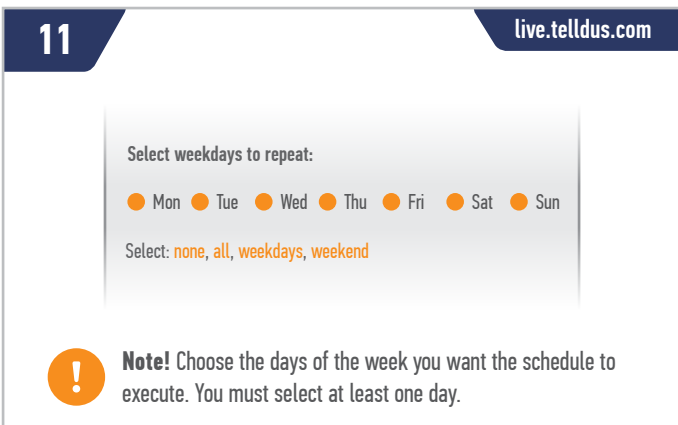 11
live.telldus.com
Select weekdays to repeat:
Mon Tue Wed Thu Fri Sat Sun
Select: none, all, weekdays, weekend
! Note! Choose the days of the week you want the schedule to
execute. You must select at least one day.